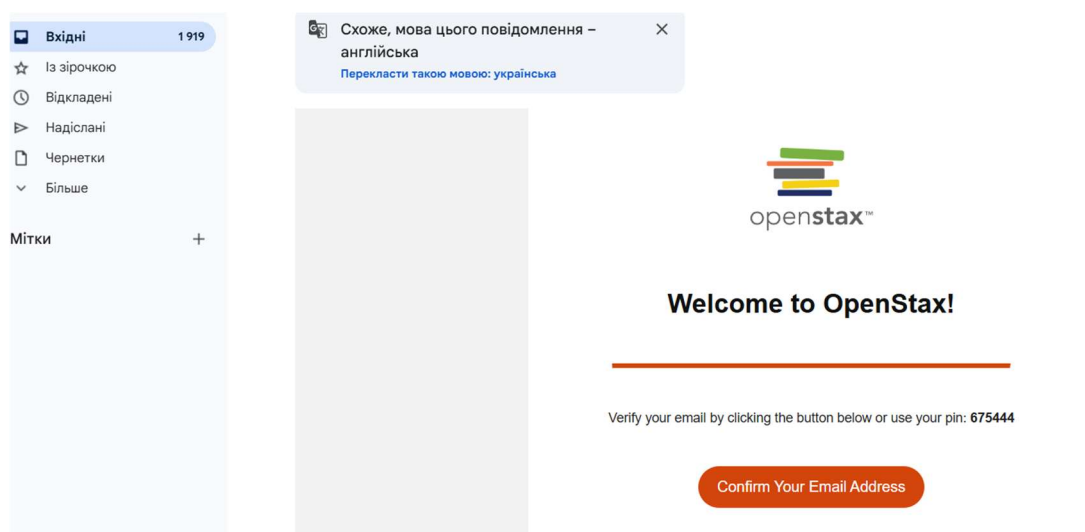 Вхідні 1 919
Із зірочкою
Відкладені
Надіслані
Чернетки
Більше
Мітки
Схоже, мова цього повідомлення –
англійська
Перекласти такою мовою: українська
openstax™
Welcome to OpenStax!
Verify your email by clicking the button below or use your pin: 675444
Confirm Your Email Address